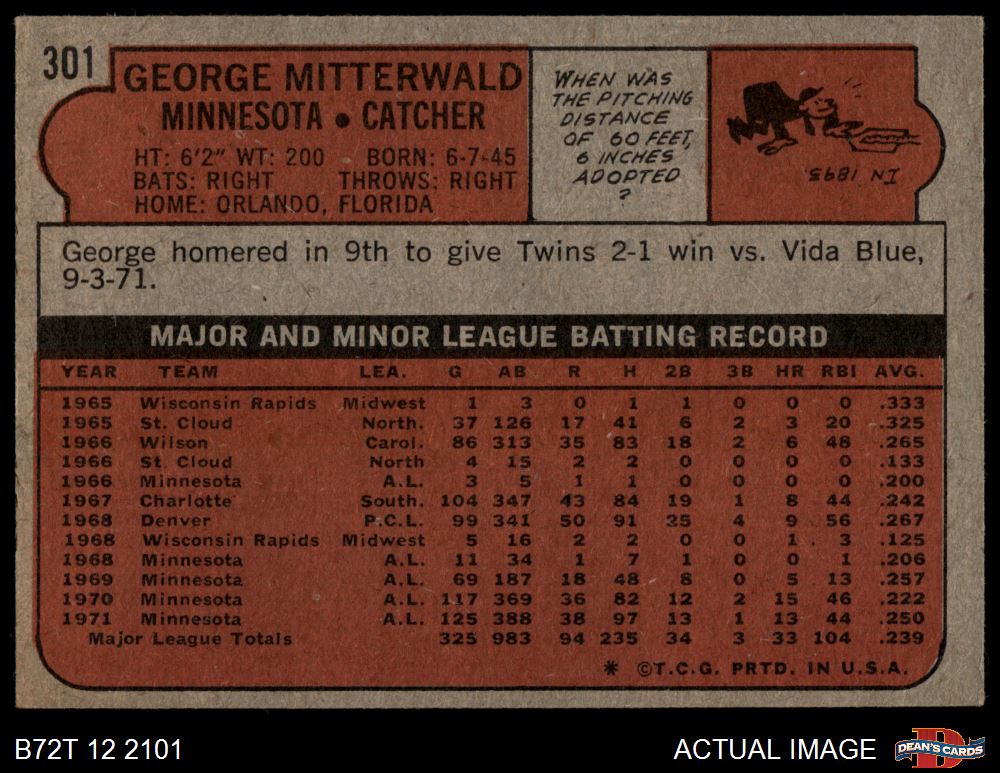 301
GEORGE MITTERWALD
MINNESOTA • CATCHER
HT: 6'2" WT: 200 BORN: 6-7-45
BATS: RIGHT THROWS: RIGHT
HOME: ORLANDO, FLORIDA
WHEN WAS
THE PITCHING
DISTANCE
OF 60 FEET,
6 INCHES
ADOPTED
?
IN 1893
George homered in 9th to give Twins 2-1 win vs. Vida Blue,
9-3-71.
MAJOR AND MINOR LEAGUE BATTING RECORD
YEAR TEAM LEA. G AB R H 2B 3B HR RBI AVG.
1965 Wisconsin Rapids Midwest 1 3 0 1 1 0 0 0 .333
1965 St. Cloud North. 37 126 17 41 6 2 3 20 .325
1966 Wilson Carol. 86 313 35 83 18 2 6 48 .265
1966 St. Cloud North 4 15 2 2 0 0 0 0 .133
1966 Minnesota A.L. 3 5 1 1 0 0 0 0 .200
1967 Charlotte South. 104 347 43 84 19 1 8 44 .242
1968 Denver P.C.L. 99 341 50 91 25 4 9 56 .267
1968 Wisconsin Rapids Midwest 5 16 2 2 0 0 1 3 .125
1968 Minnesota A.L. 11 34 1 7 1 0 0 1 .206
1969 Minnesota A.L. 69 187 18 48 8 0 5 13 .257
1970 Minnesota A.L. 117 369 36 82 12 2 15 46 .222
1971 Minnesota A.L. 125 388 38 97 13 1 13 44 .250
Major League Totals 325 983 94 235 34 3 33 104 .239
* ©T.C.G. PRTD. IN U.S.A.
B72T 12 2101
ACTUAL IMAGE
D
DEAN'S CARDS